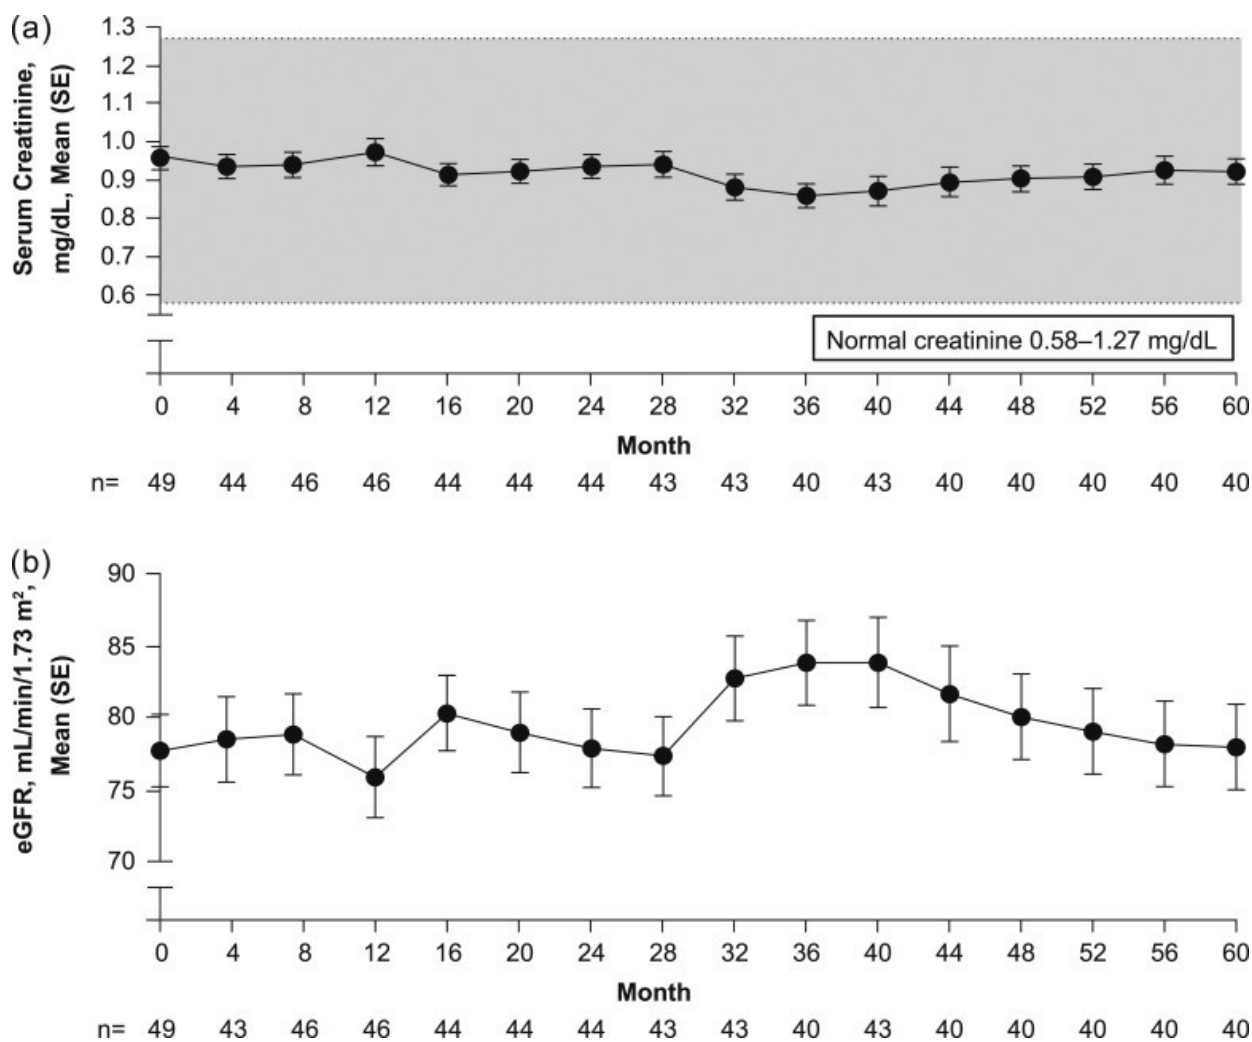 (a)
Serum Creatinine,
mg/dL, Mean (SE)
1.3
1.2
1.1
1.0
0.9
0.8
0.7
0.6
Normal creatinine 0.58–1.27 mg/dL
0 4 8 12 16 20 24 28 32 36 40 44 48 52 56 60
Month
n= 49 44 46 46 44 44 44 43 43 40 43 40 40 40 40 40
(b)
eGFR, mL/min/1.73 m²,
Mean (SE)
90
85
80
75
70
0 4 8 12 16 20 24 28 32 36 40 44 48 52 56 60
Month
n= 49 43 46 46 44 44 44 43 43 40 43 40 40 40 40 40